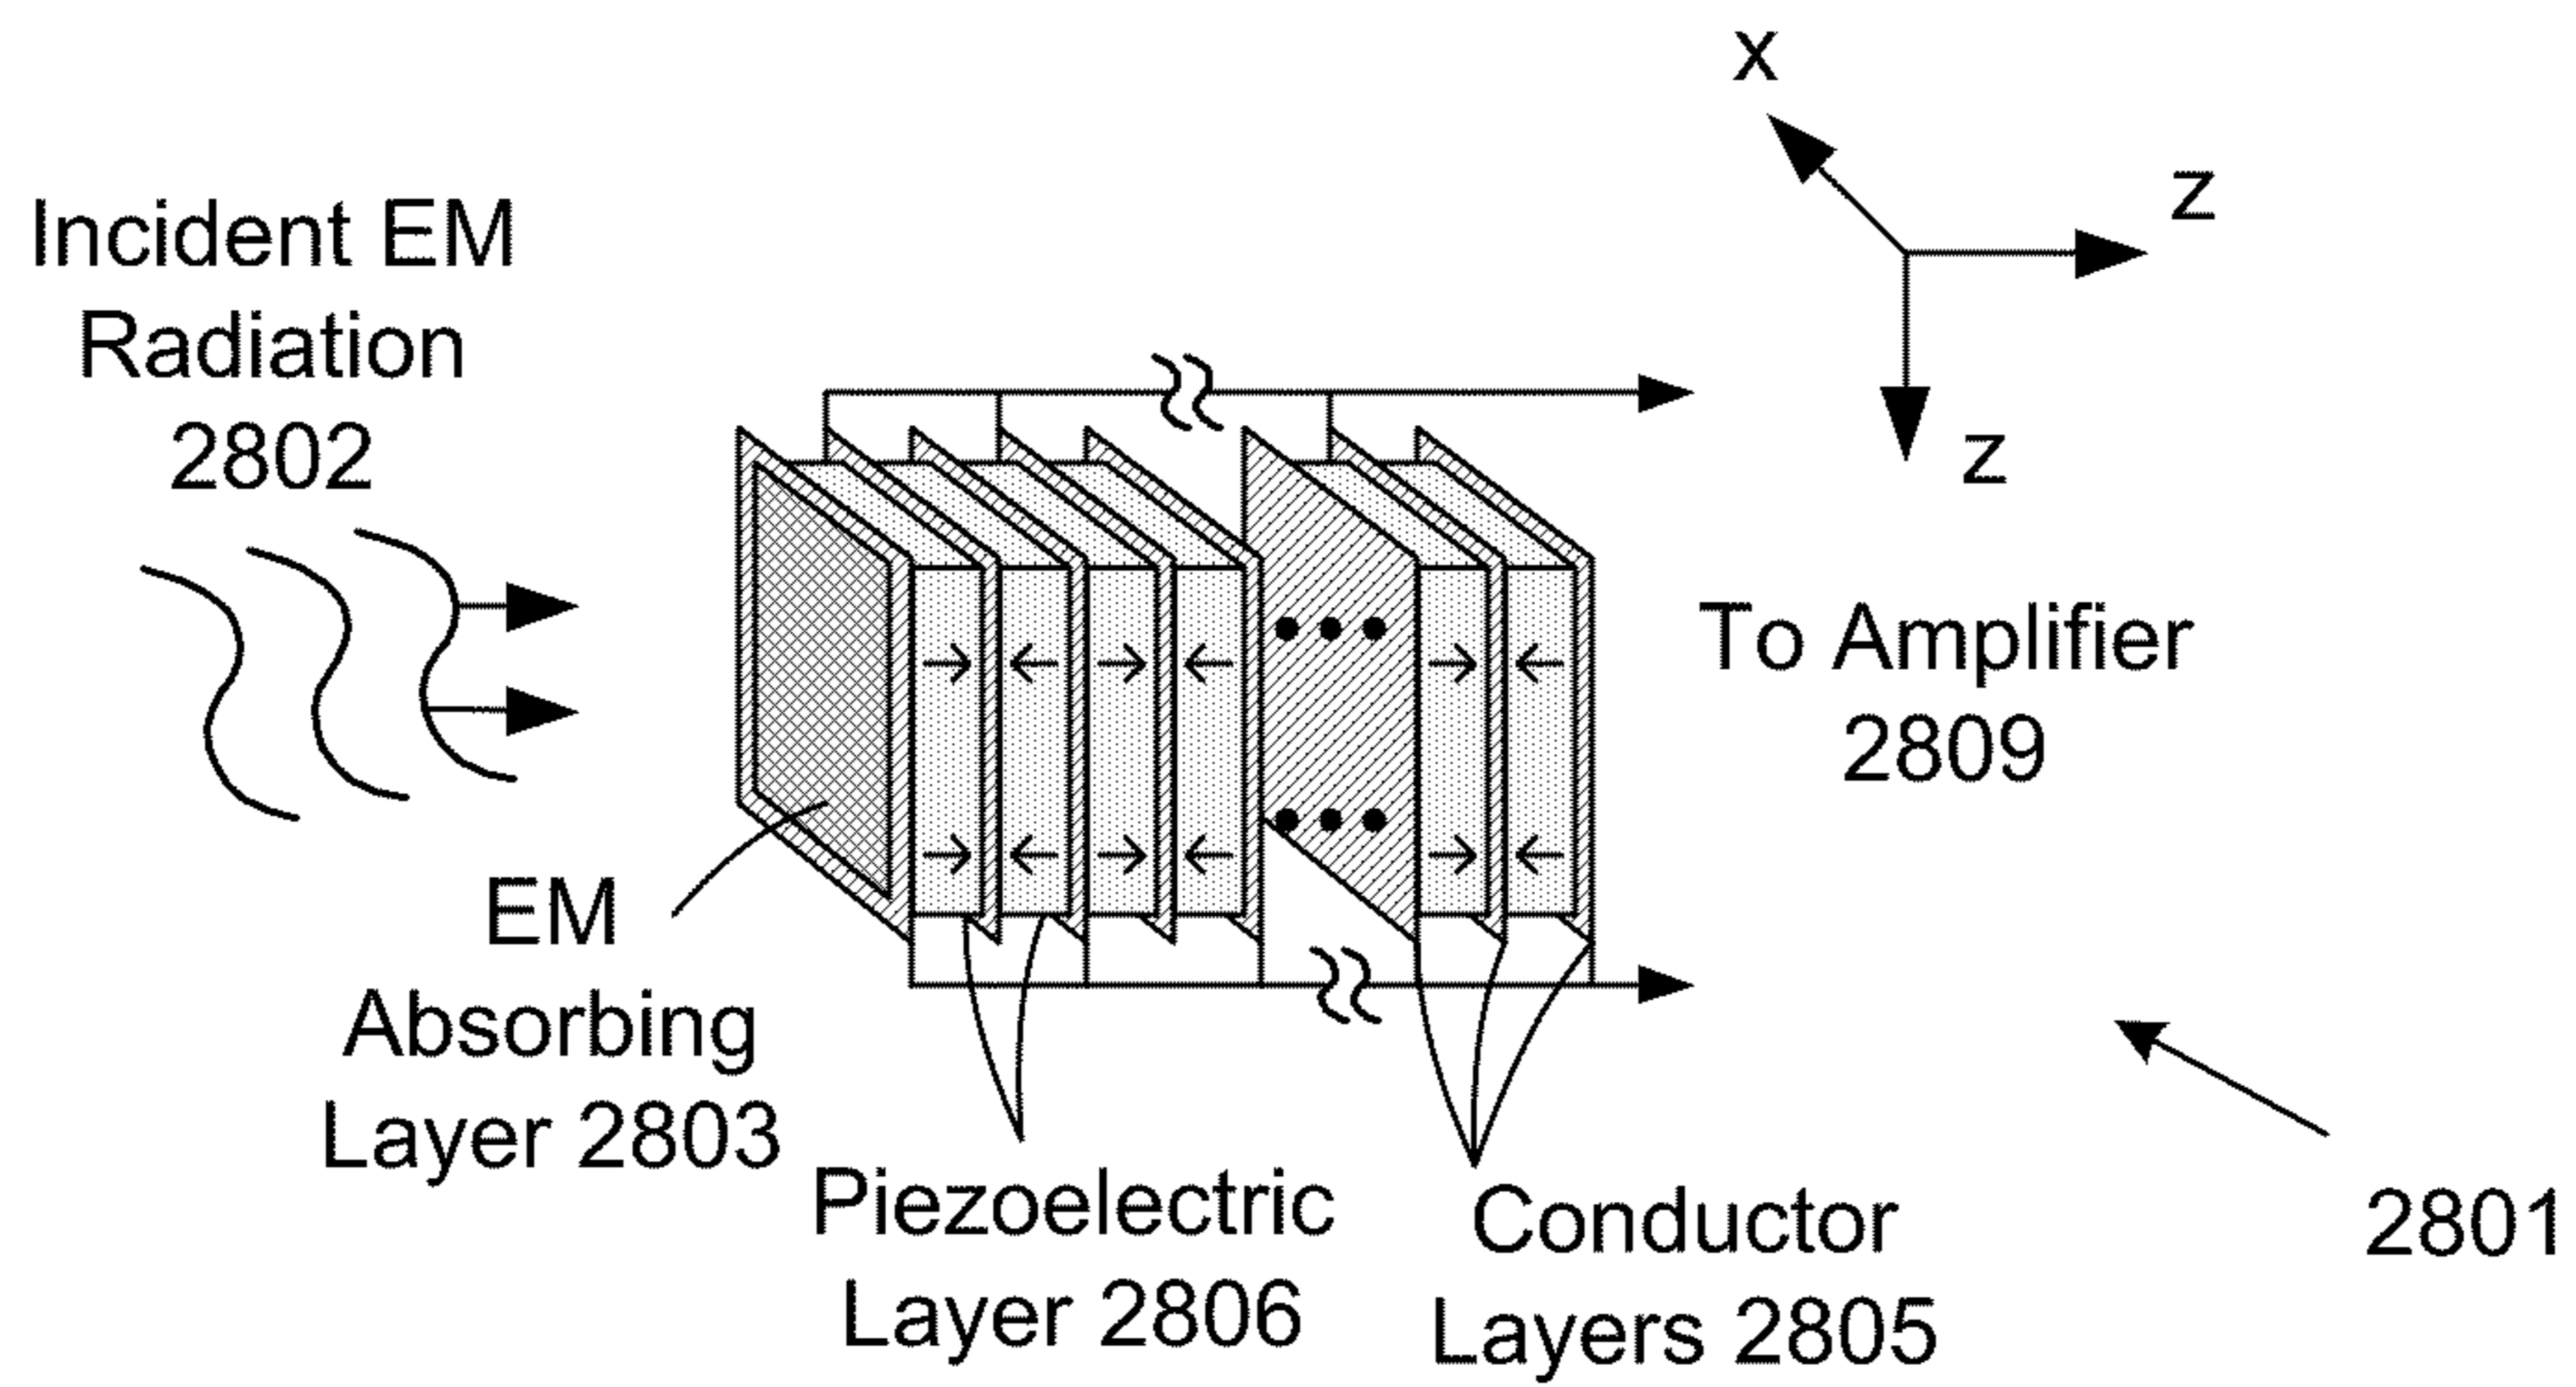 x
z
z
Incident EM
Radiation
2802
To Amplifier
2809
EM
Absorbing
Layer 2803
Piezoelectric
Layer 2806
Conductor
Layers 2805
2801